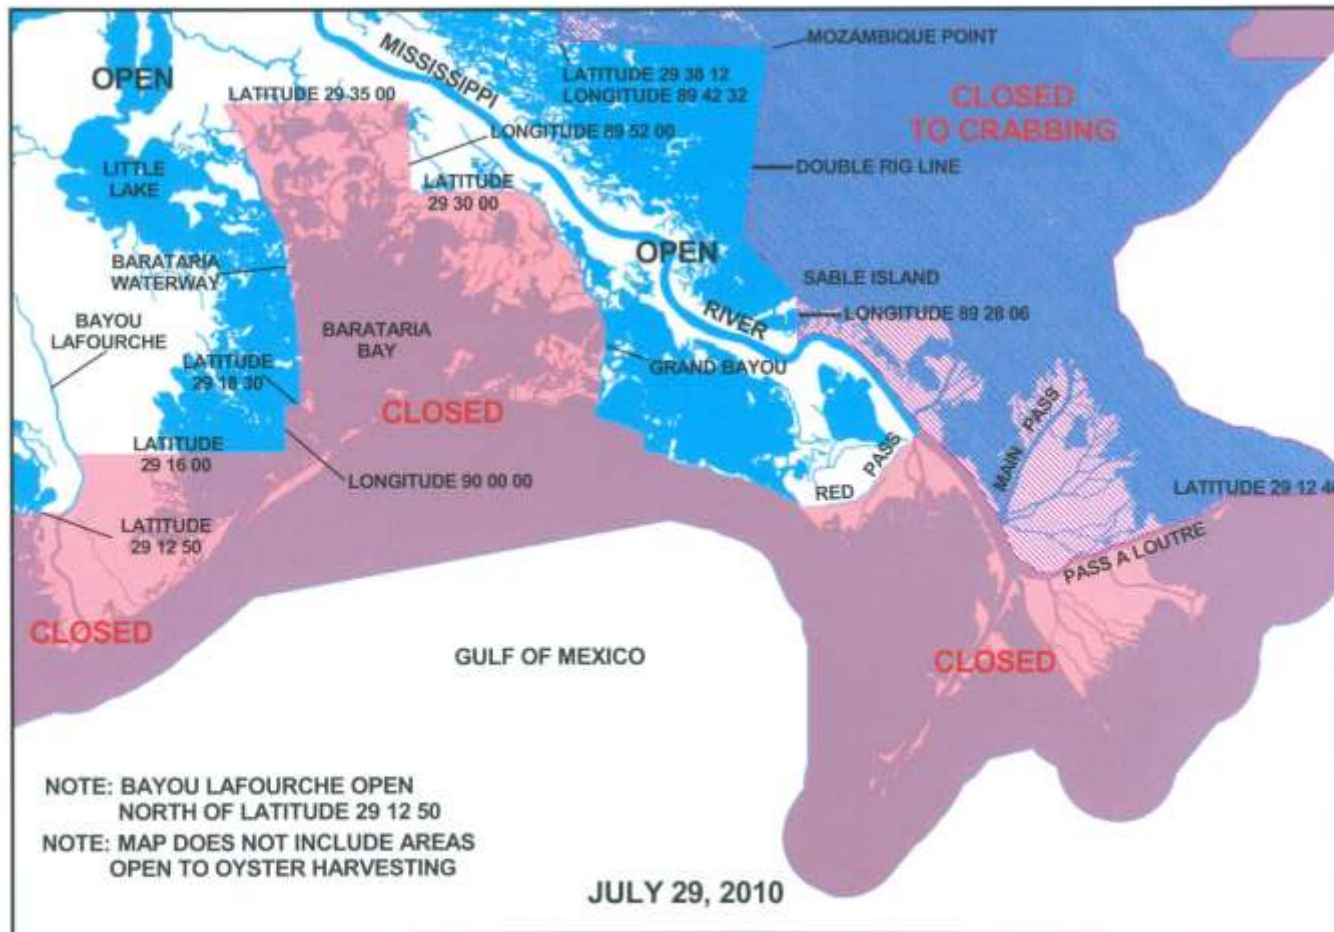 OPEN
MISSISSIPPI
MOZAMBIQUE POINT
LATITUDE 29 38 12
LONGITUDE 89 42 32
LATITUDE 29 35 00
CLOSED
TO CRABBING
LONGITUDE 89 52 00
LITTLE
LAKE
DOUBLE RIG LINE
LATITUDE
29 30 00
OPEN
BARATARIA
WATERWAY
SABLE ISLAND
RIVER
LONGITUDE 89 28 06
BAYOU
LAFOURCHE
BARATARIA
BAY
GRAND BAYOU
LATITUDE
29 18 30
CLOSED
MAIN PASS
LATITUDE
29 16 00
RED PASS
LONGITUDE 90 00 00
LATITUDE 29 12 40
LATITUDE
29 12 50
PASS A LOUTRE
CLOSED
GULF OF MEXICO
CLOSED
NOTE: BAYOU LAFOURCHE OPEN
NORTH OF LATITUDE 29 12 50
NOTE: MAP DOES NOT INCLUDE AREAS
OPEN TO OYSTER HARVESTING
JULY 29, 2010